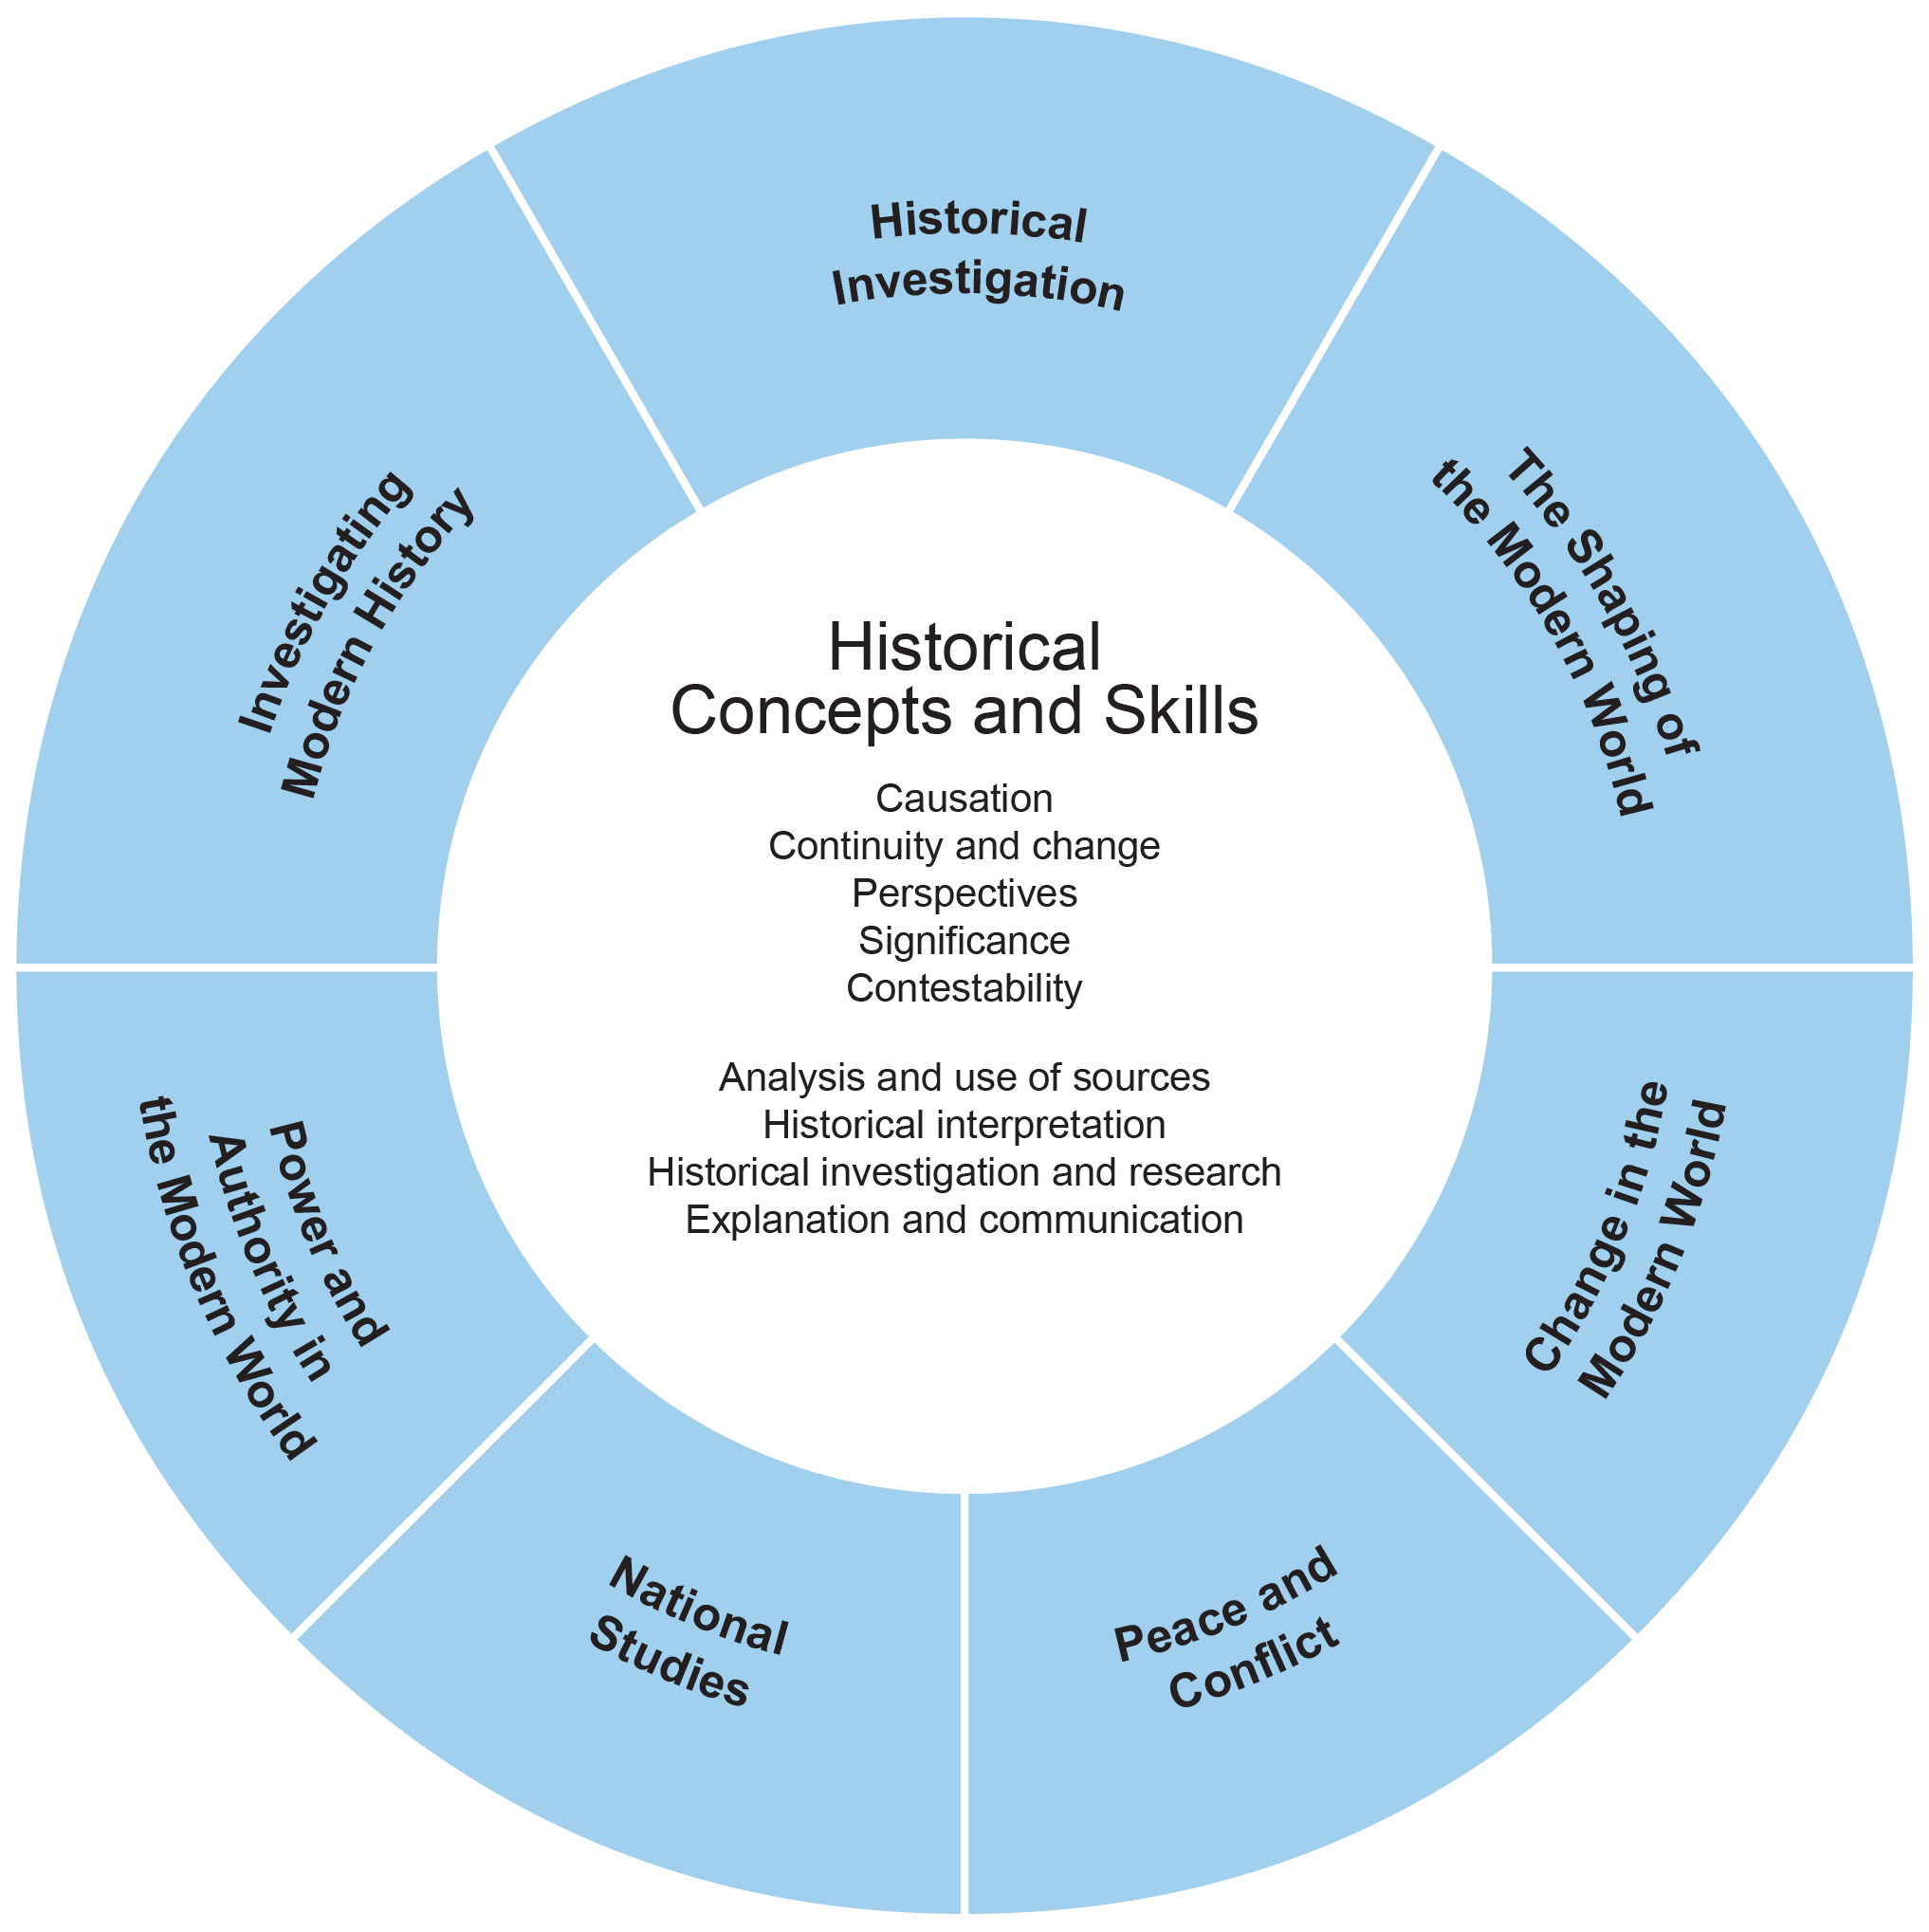 Historical
Investigation
The Shaping of
the Modern World
Change in the
Modern World
Peace and
Conflict
National
Studies
Power and
Authority in
the Modern World
Investigating
Modern History
Historical
Concepts and Skills
Causation
Continuity and change
Perspectives
Significance
Contestability
Analysis and use of sources
Historical interpretation
Historical investigation and research
Explanation and communication